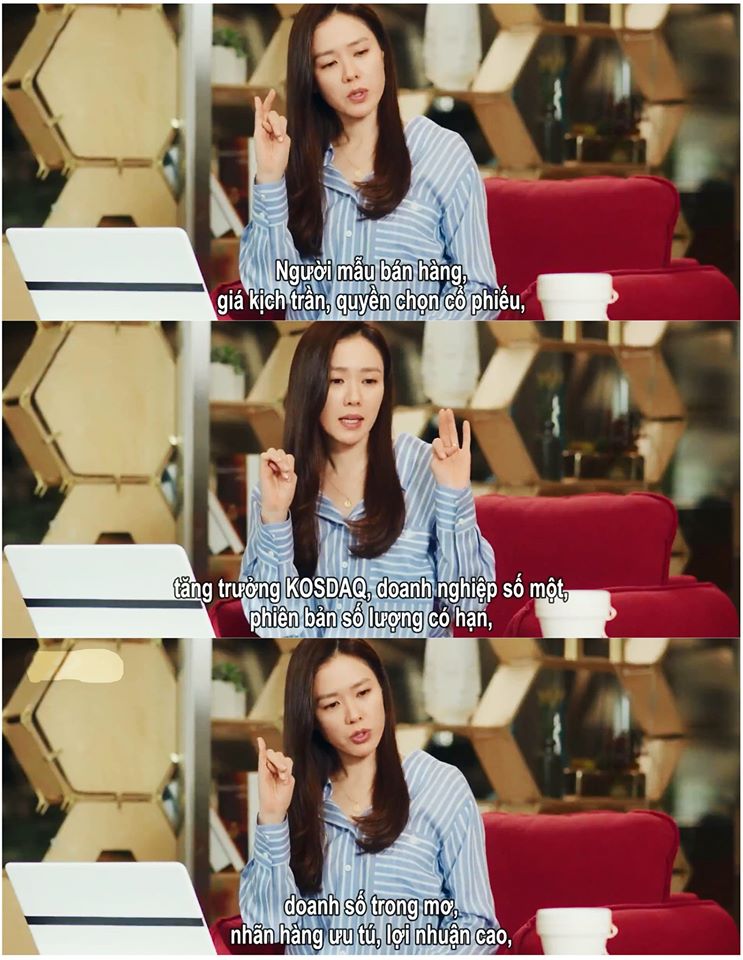 Người mẫu bán hàng,
giá kịch trần, quyền chọn cổ phiếu,
tăng trưởng KOSDAQ, doanh nghiệp số một,
phiên bản số lượng có hạn,
doanh số trong mơ,
nhãn hàng ưu tú, lợi nhuận cao,